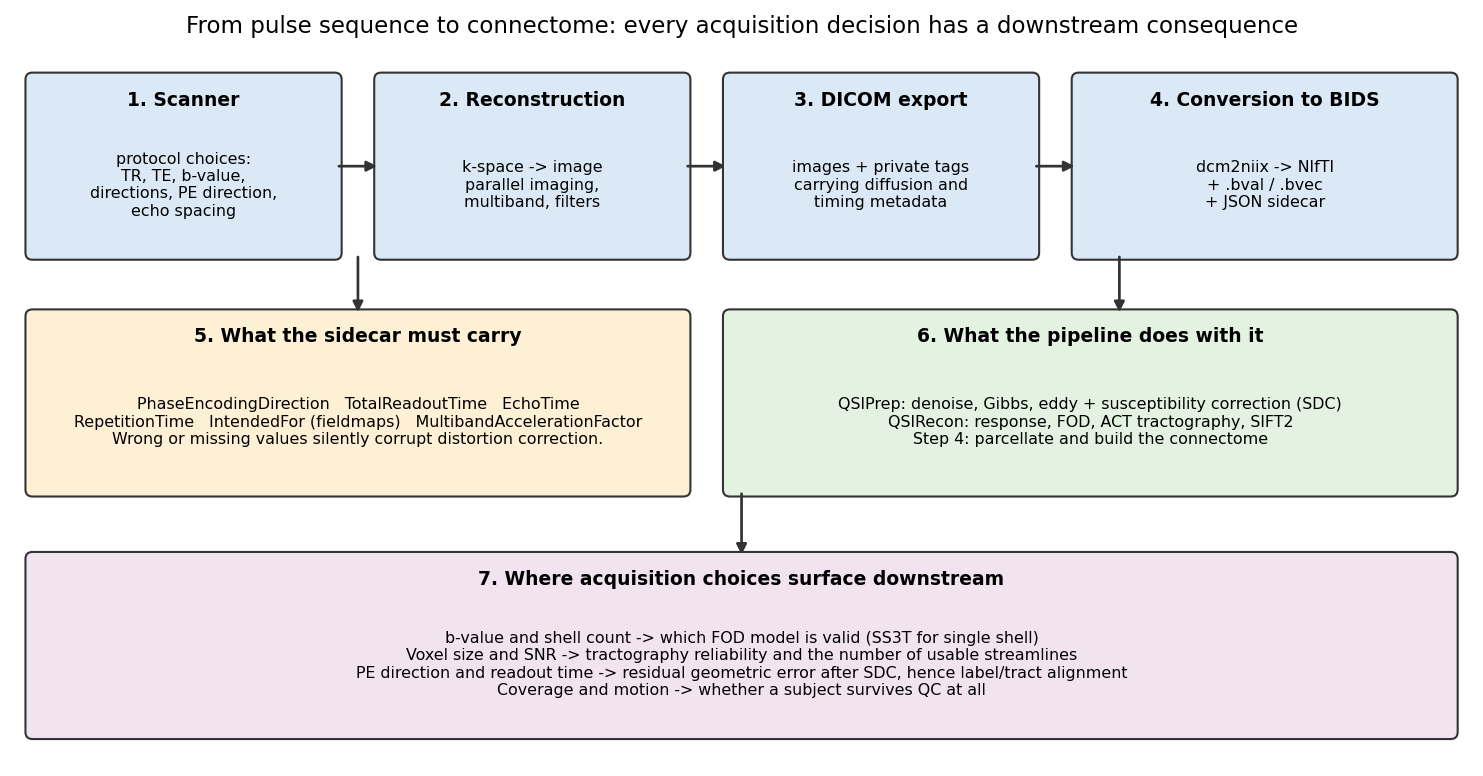 From pulse sequence to connectome: every acquisition decision has a downstream consequence
1. Scanner
protocol choices:
TR, TE, b-value,
directions, PE direction,
echo spacing
2. Reconstruction
k-space -> image
parallel imaging,
multiband, filters
3. DICOM export
images + private tags
carrying diffusion and
timing metadata
4. Conversion to BIDS
dcm2niix -> NIfTI
+ .bval / .bvec
+ JSON sidecar
5. What the sidecar must carry
PhaseEncodingDirection   TotalReadoutTime   EchoTime
RepetitionTime   IntendedFor (fieldmaps)   MultibandAccelerationFactor
Wrong or missing values silently corrupt distortion correction.
6. What the pipeline does with it
QSIPrep: denoise, Gibbs, eddy + susceptibility correction (SDC)
QSIRecon: response, FOD, ACT tractography, SIFT2
Step 4: parcellate and build the connectome
7. Where acquisition choices surface downstream
b-value and shell count -> which FOD model is valid (SS3T for single shell)
Voxel size and SNR -> tractography reliability and the number of usable streamlines
PE direction and readout time -> residual geometric error after SDC, hence label/tract alignment
Coverage and motion -> whether a subject survives QC at all